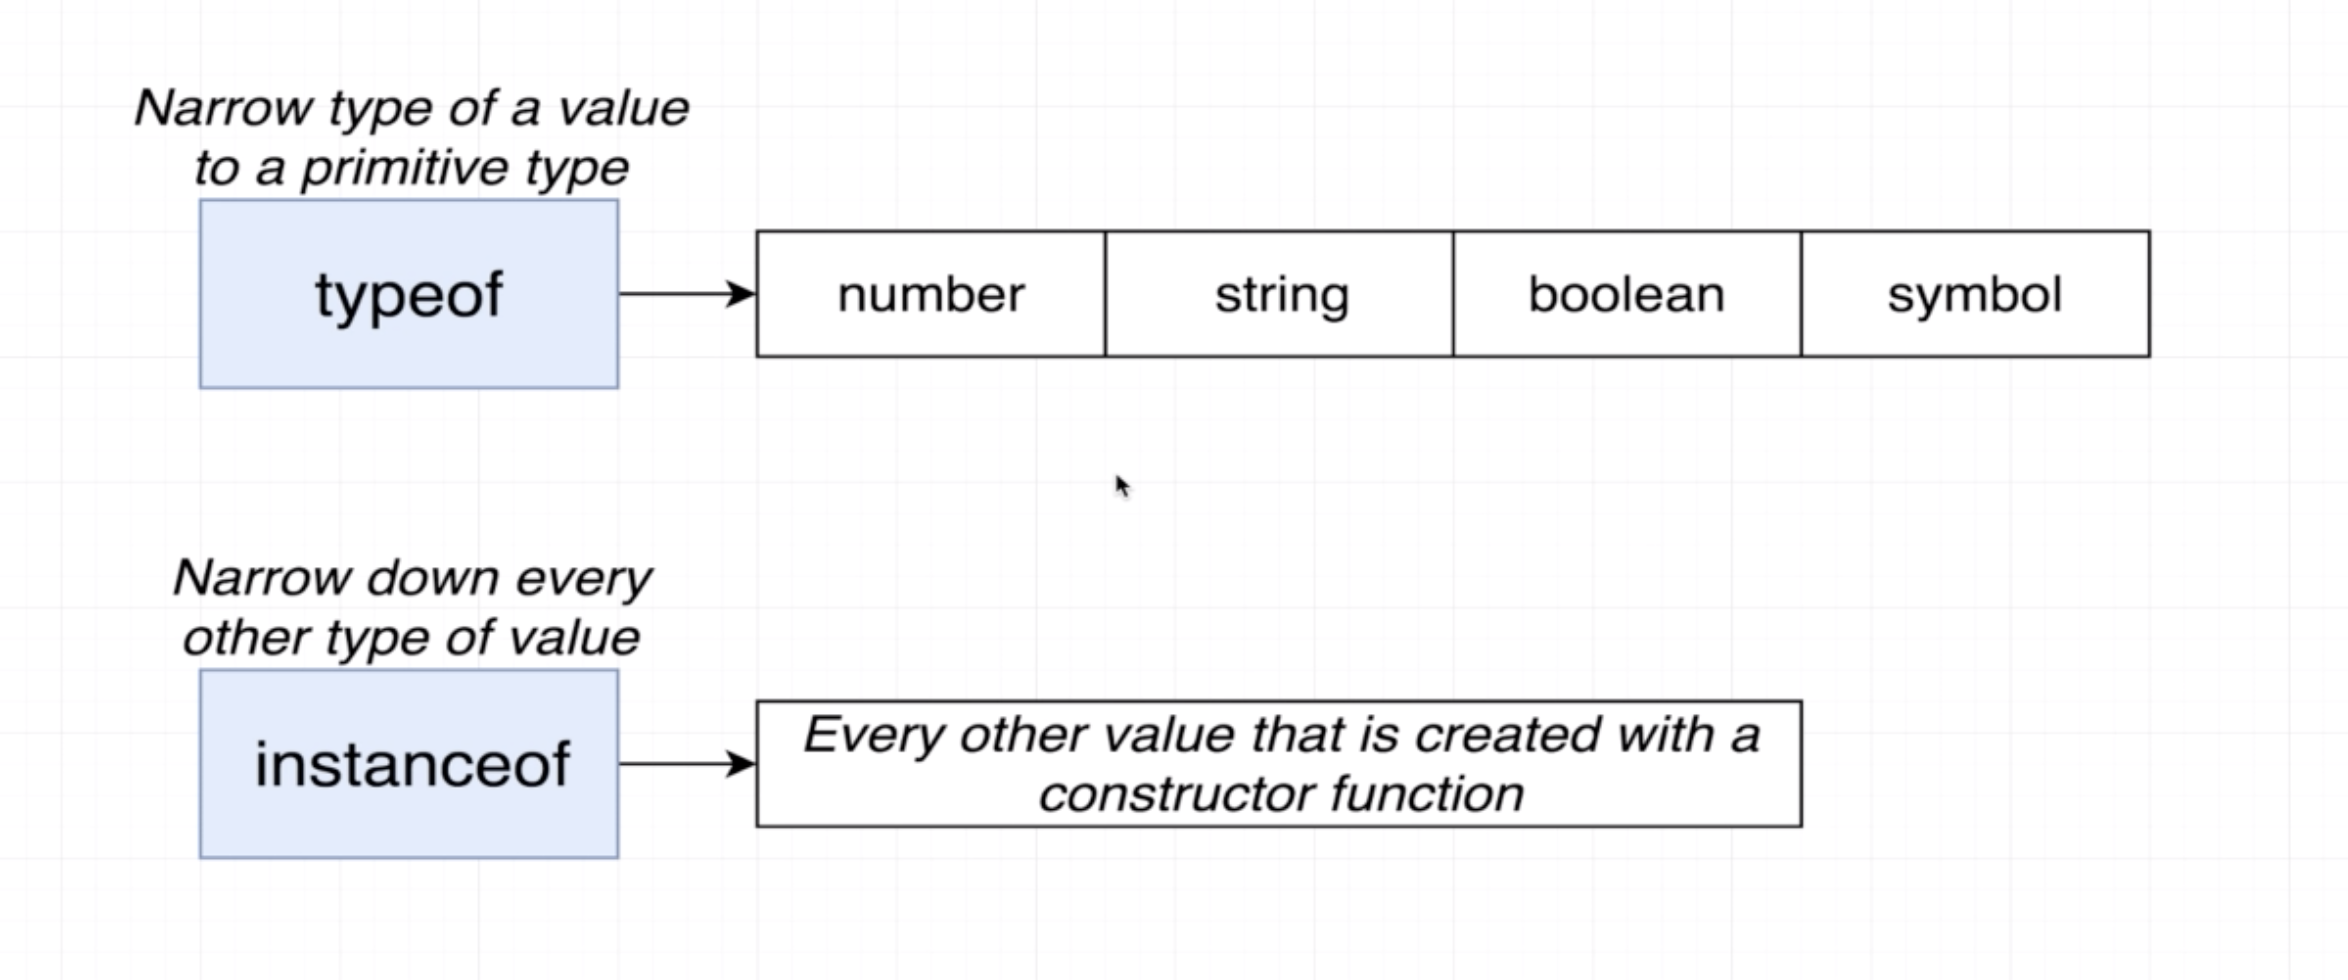 Narrow type of a value
to a primitive type
typeof
number
string
boolean
symbol
Narrow down every
other type of value
instanceof
Every other value that is created with a
constructor function